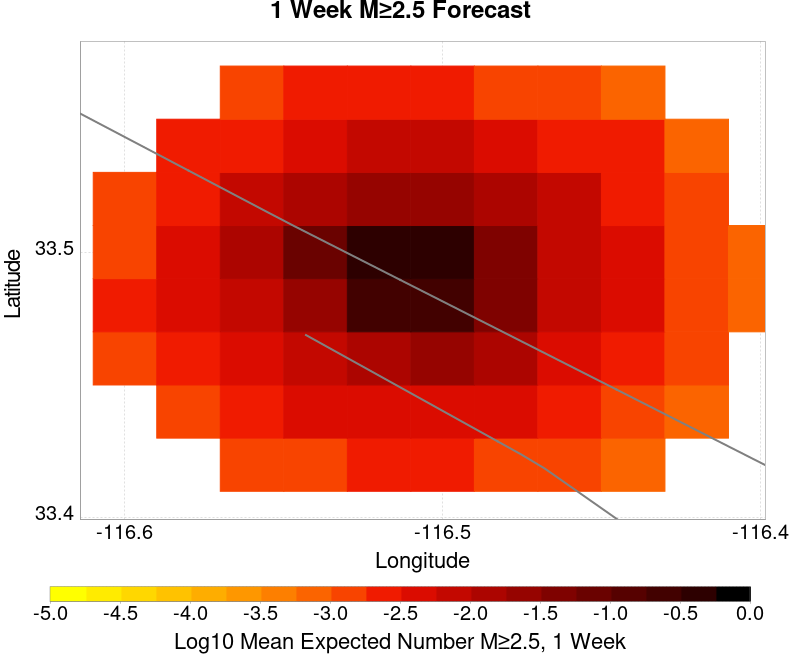 1 Week M≥2.5 Forecast
Latitude
33.5
33.4
-116.6 -116.5 -116.4
Longitude
-5.0 -4.5 -4.0 -3.5 -3.0 -2.5 -2.0 -1.5 -1.0 -0.5 0.0
Log10 Mean Expected Number M≥2.5, 1 Week